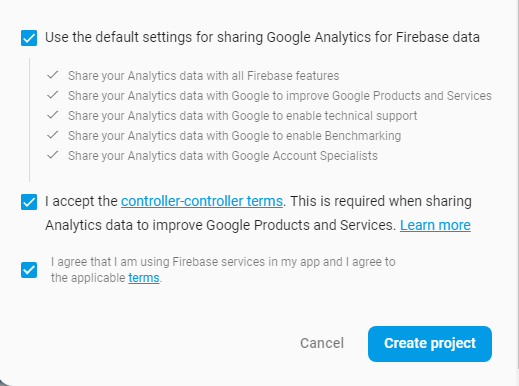 Use the default settings for sharing Google Analytics for Firebase data
Share your Analytics data with all Firebase features
Share your Analytics data with Google to improve Google Products and Services
Share your Analytics data with Google to enable technical support
Share your Analytics data with Google to enable Benchmarking
Share your Analytics data with Google Account Specialists
I accept the controller-controller terms. This is required when sharing
Analytics data to improve Google Products and Services. Learn more
I agree that I am using Firebase services in my app and I agree to
the applicable terms.
Cancel Create project